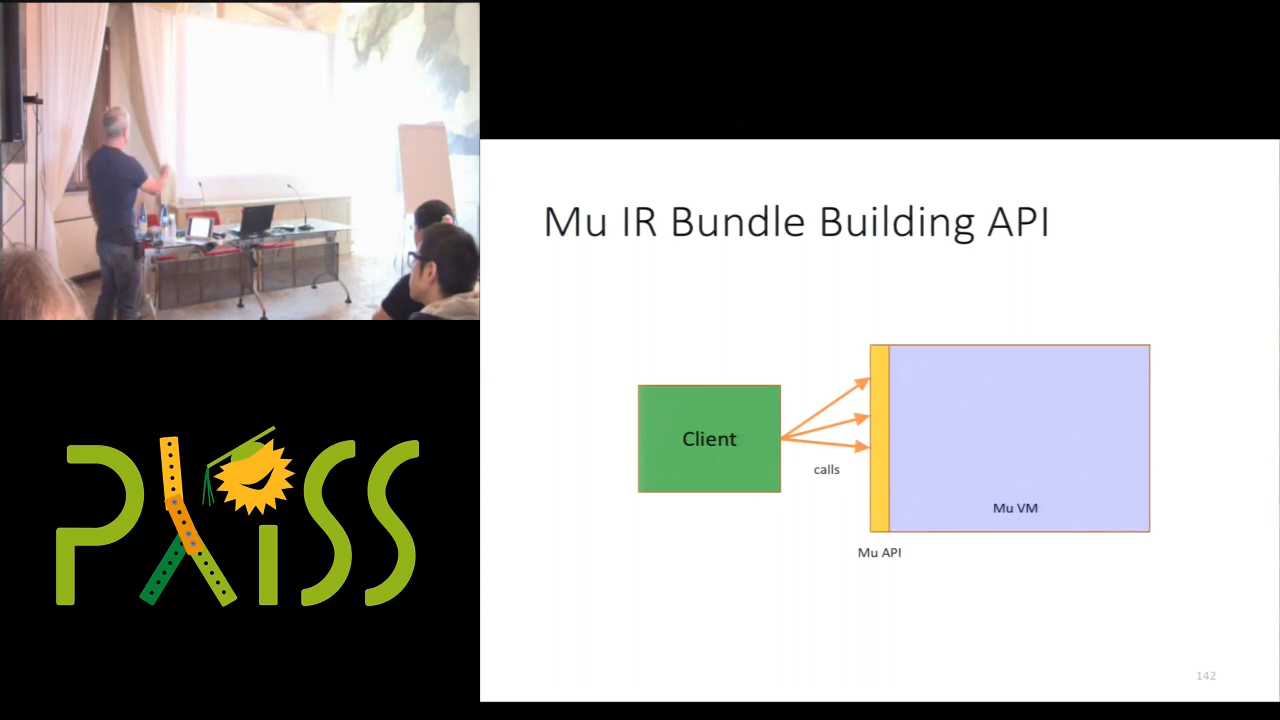 Mu IR Bundle Building API
Client
calls
Mu VM
Mu API
142
PLISS